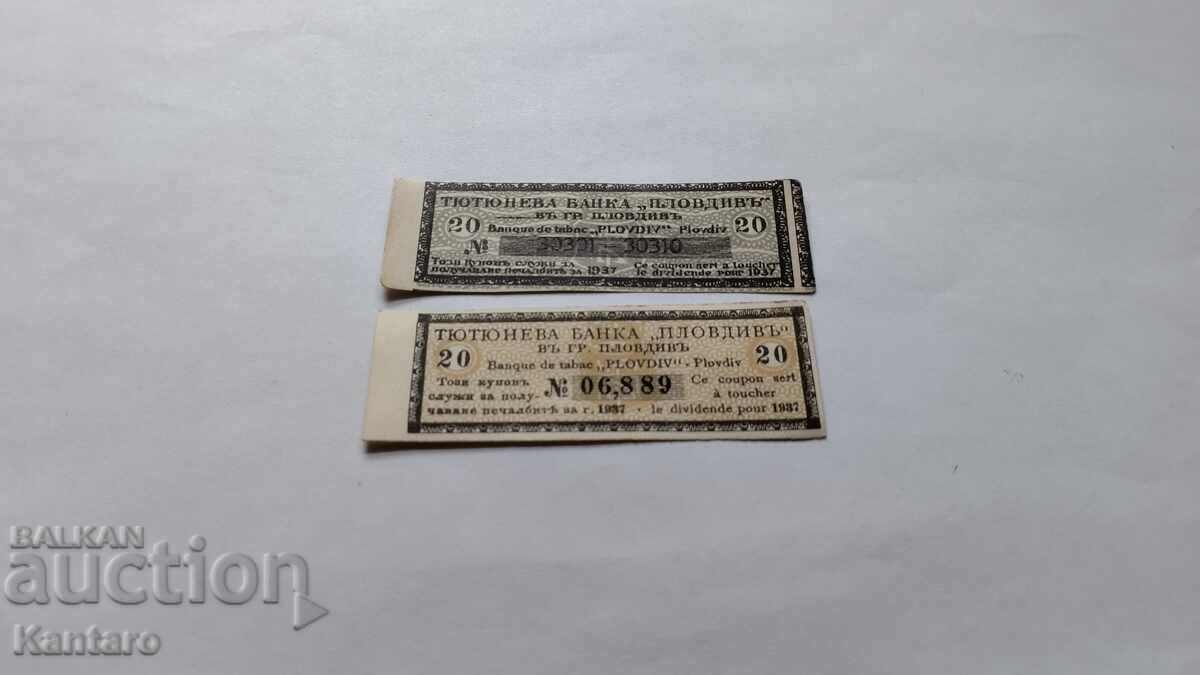 ТЮТЮНЕВА БАНКА „ПЛОВДИВЪ“
ВЪ ГР. ПЛОВДИВЪ
20 Banque de tabac „PLOVDIV“ Plovdiv 20
№ 30301 - 30310
Този купонъ служи за Ce coupon sert à toucher
получаване печалбитѣ за 1937 le dividende pour 1937
ТЮТЮНЕВА БАНКА „ПЛОВДИВЪ“
ВЪ ГР. ПЛОВДИВЪ
20 Banque de tabac „PLOVDIV“ - Plovdiv 20
Този купонъ № 06,889 Ce coupon sert
служи за полу- à toucher
чаване печалбитѣ за г. 1937 · le dividende pour 1937
BALKAN
auction
Kantaro